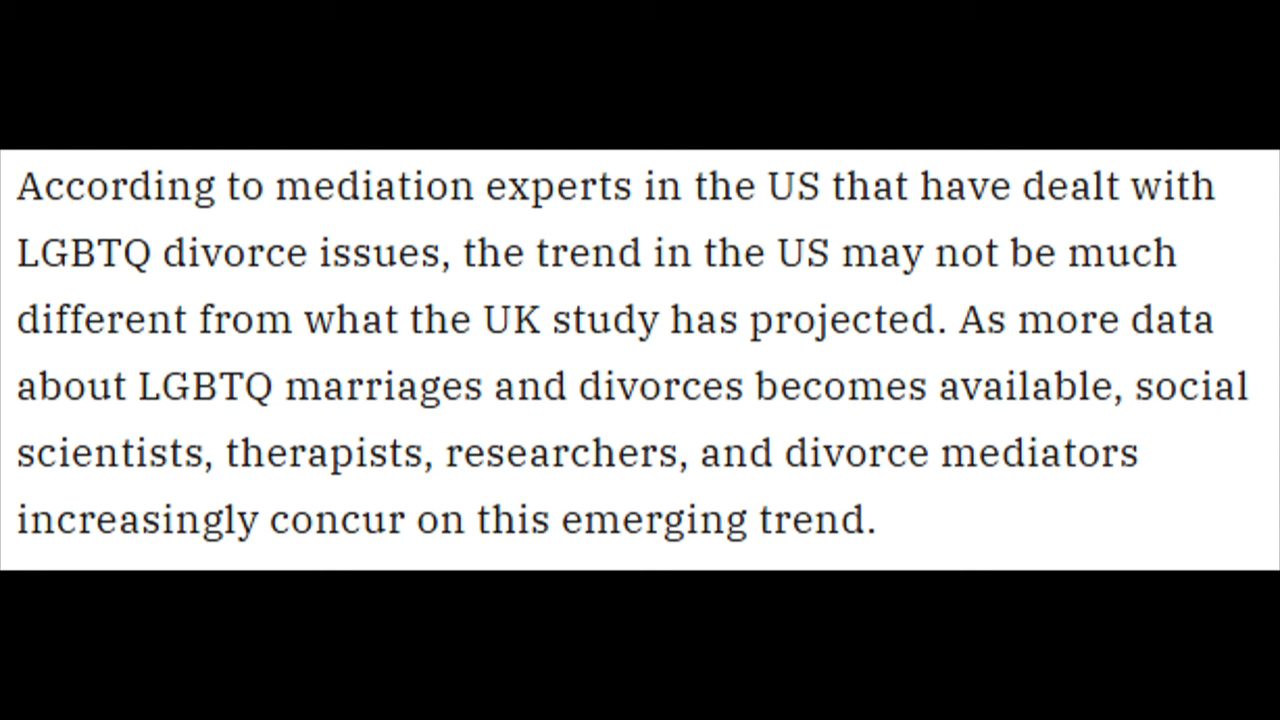 According to mediation experts in the US that have dealt with
LGBTQ divorce issues, the trend in the US may not be much
different from what the UK study has projected. As more data
about LGBTQ marriages and divorces becomes available, social
scientists, therapists, researchers, and divorce mediators
increasingly concur on this emerging trend.